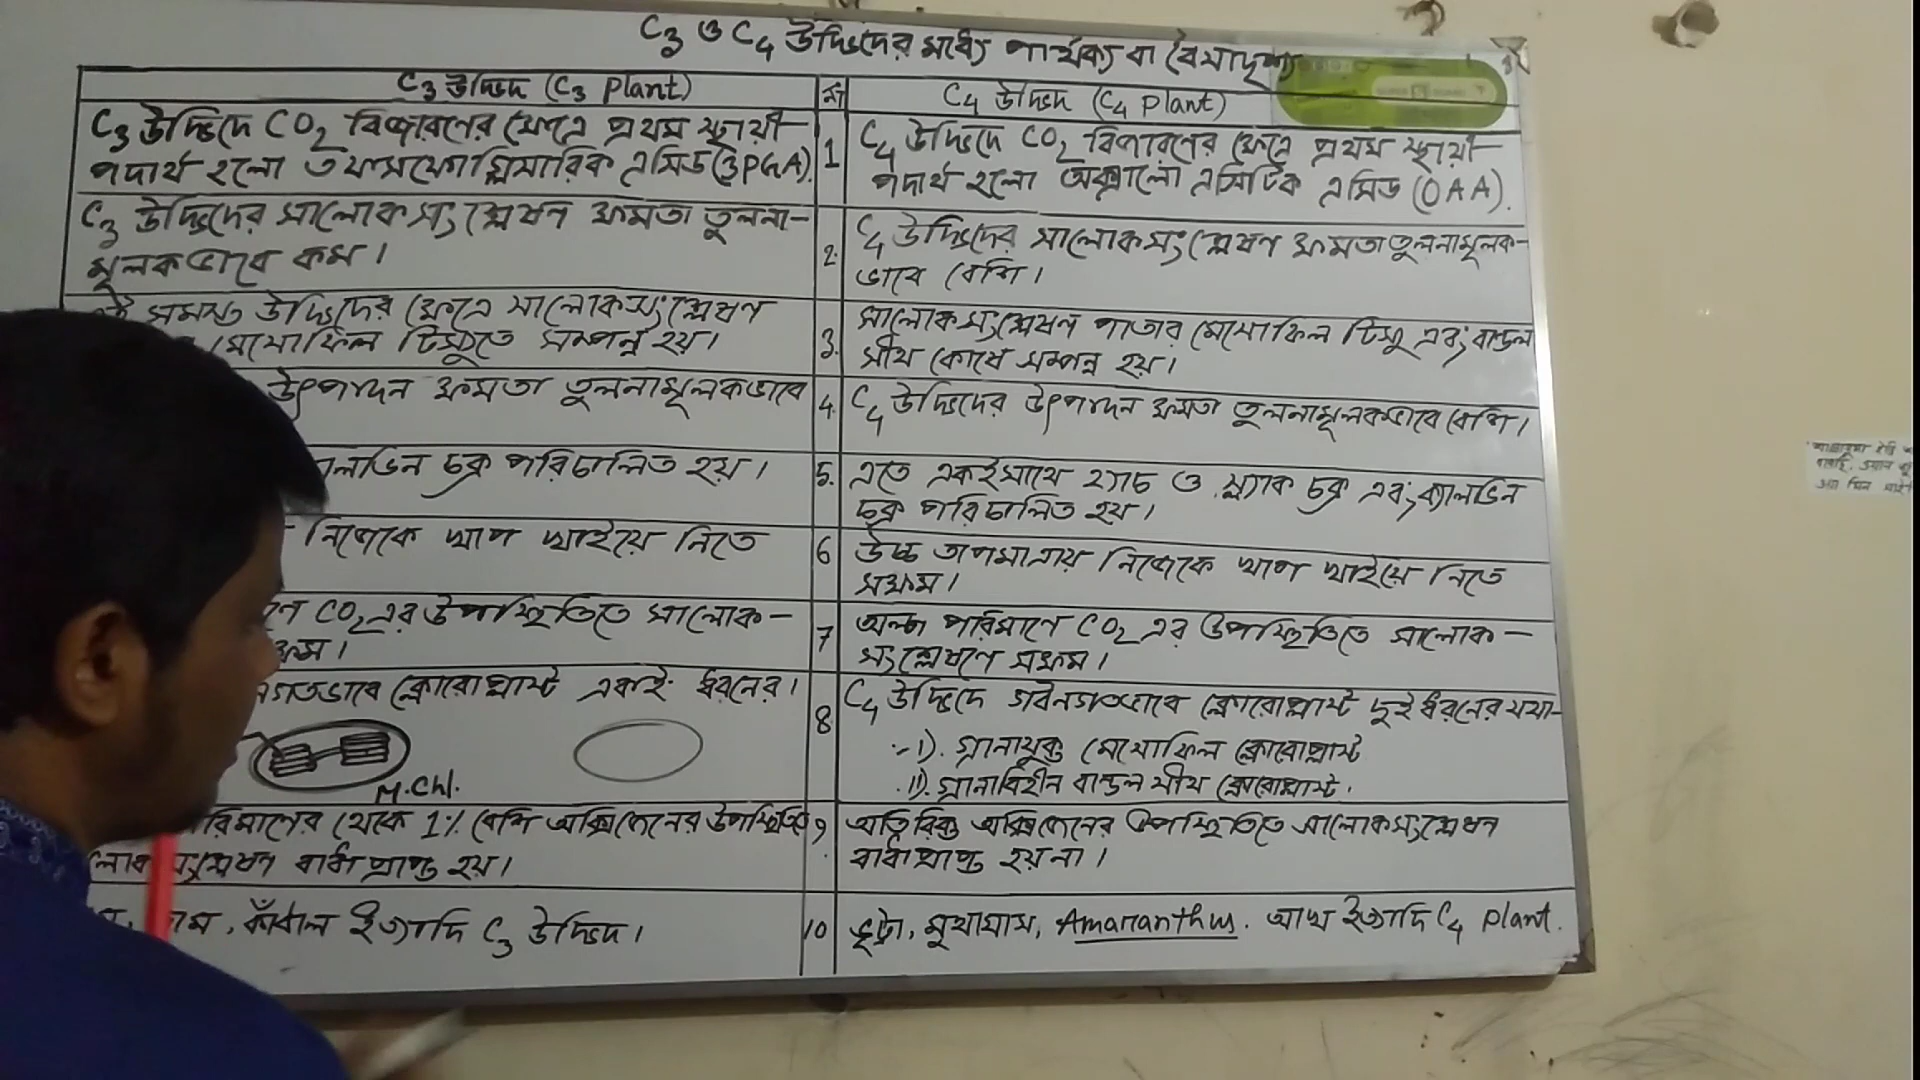 C₃ ও C₄ উদ্ভিদের মধ্যে পার্থক্য বা বৈসাদৃশ্য
C₃ উদ্ভিদ (C₃ Plant)
নং
C₄ উদ্ভিদ (C₄ Plant)
C₃ উদ্ভিদে CO₂ বিজারণের ক্ষেত্রে প্রথম স্থায়ী
পদার্থ হলো ৩ ফসফোগ্লিসারিক এসিড (3PGA).
1
C₄ উদ্ভিদে CO₂ বিজারণের ক্ষেত্রে প্রথম স্থায়ী
পদার্থ হলো অক্সালো এসিটিক এসিড (OAA).
C₃ উদ্ভিদের সালোকসংশ্লেষণ ক্ষমতা তুলনা-
মূলকভাবে কম।
2.
C₄ উদ্ভিদের সালোকসংশ্লেষণ ক্ষমতা তুলনামূলক-
ভাবে বেশি।
সমস্ত উদ্ভিদের ক্ষেত্রে সালোকসংশ্লেষণ
মেসোফিল টিস্যুতে সম্পন্ন হয়।
3.
সালোকসংশ্লেষণ পাতার মেসোফিল টিস্যু এবং বান্ডল
সীথ কোষে সম্পন্ন হয়।
উৎপাদন ক্ষমতা তুলনামূলকভাবে
4.
C₄ উদ্ভিদের উৎপাদন ক্ষমতা তুলনামূলকভাবে বেশি।
চক্র পরিচালিত হয়।
5.
এতে একইসাথে হ্যাচ ও স্ল্যাক চক্র এবং ক্যালভিন
চক্র পরিচালিত হয়।
নিজেকে খাপ খাইয়ে নিতে
6
উচ্চ তাপমাত্রায় নিজেকে খাপ খাইয়ে নিতে
সক্ষম।
CO₂ এর উপস্থিতিতে সালোক-
7
অল্প পরিমাণে CO₂ এর উপস্থিতিতে সালোক-
সংশ্লেষণে সক্ষম।
ক্লোরোপ্লাস্ট একই ধরনের।
M.Chl.
8
C₄ উদ্ভিদে গঠনগতভাবে ক্লোরোপ্লাস্ট দুই ধরনের যথা-
i). গ্রানাযুক্ত মেসোফিল ক্লোরোপ্লাস্ট
ii). গ্রানাবিহীন বান্ডল সীথ ক্লোরোপ্লাস্ট.
থেকে 1% বেশি অক্সিজেনের উপস্থিতিতে
বাধাপ্রাপ্ত হয়।
9
অতিরিক্ত অক্সিজেনের উপস্থিতিতে সালোকসংশ্লেষণ
বাধাপ্রাপ্ত হয় না।
কাঁঠাল ইত্যাদি C₃ উদ্ভিদ।
10
ভূট্টা, মুথাঘাস, Amaranthus. আখ ইত্যাদি C₄ Plant.